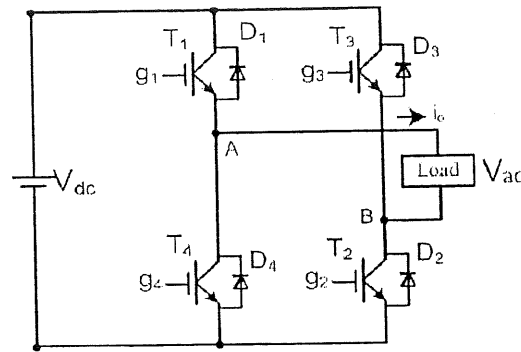 T1 D1 T3 D3
g1 g3
io
A
Vdc Load Vac
B
T4 D4 T2 D2
g4 g2